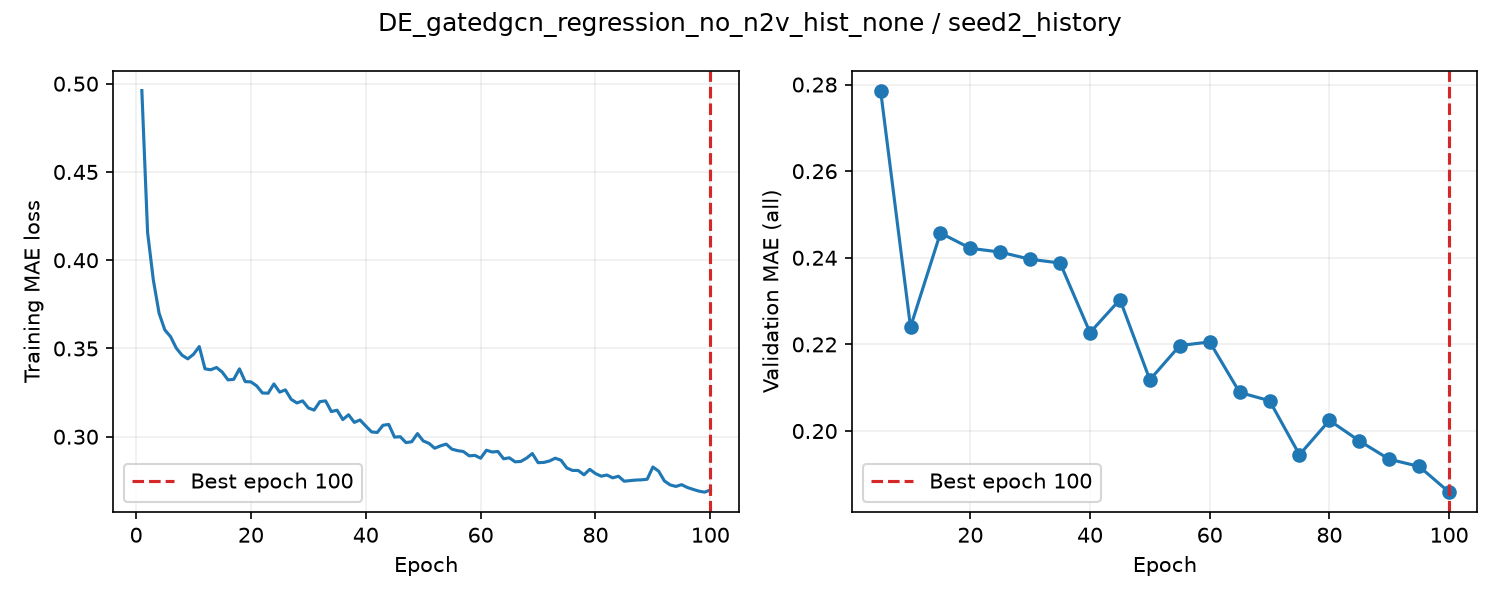 DE_gatedgcn_regression_no_n2v_hist_none / seed2_history
0.50
0.45
0.40
0.35
0.30
Training MAE loss
Best epoch 100
0 20 40 60 80 100
Epoch
0.28
0.26
0.24
0.22
0.20
Validation MAE (all)
Best epoch 100
20 40 60 80 100
Epoch